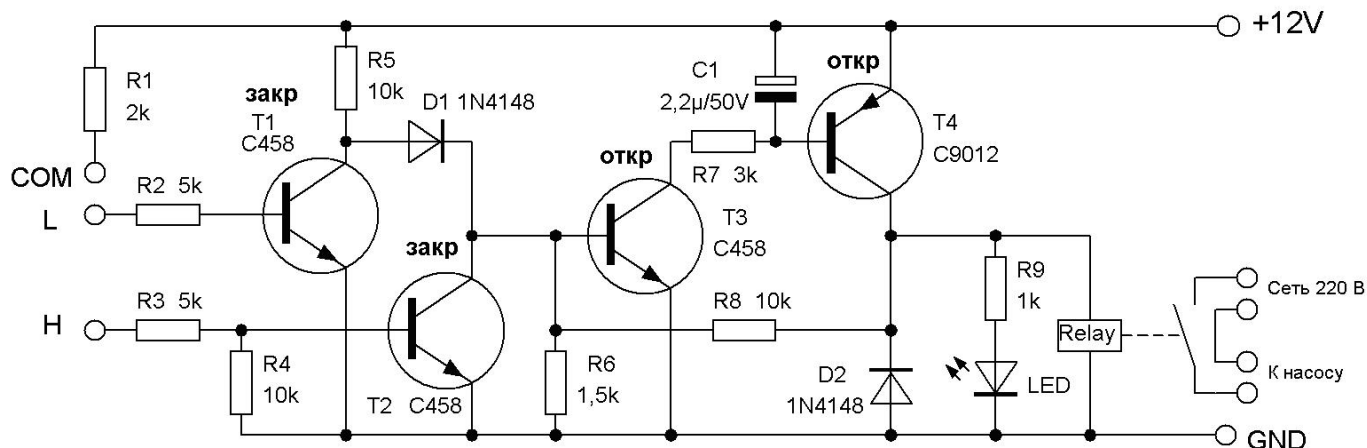 +12V
R1
2k
R5
10k
закр
T1
C458
D1 1N4148
C1
2,2µ/50V
откр
T4
C9012
откр
R7 3k
COM
R2 5k
L
T3
C458
закр
R3 5k
H
R8 10k
R9
1k
Сеть 220 В
Relay
R4
10k
T2 C458
R6
1,5k
D2
1N4148
LED
К насосу
GND